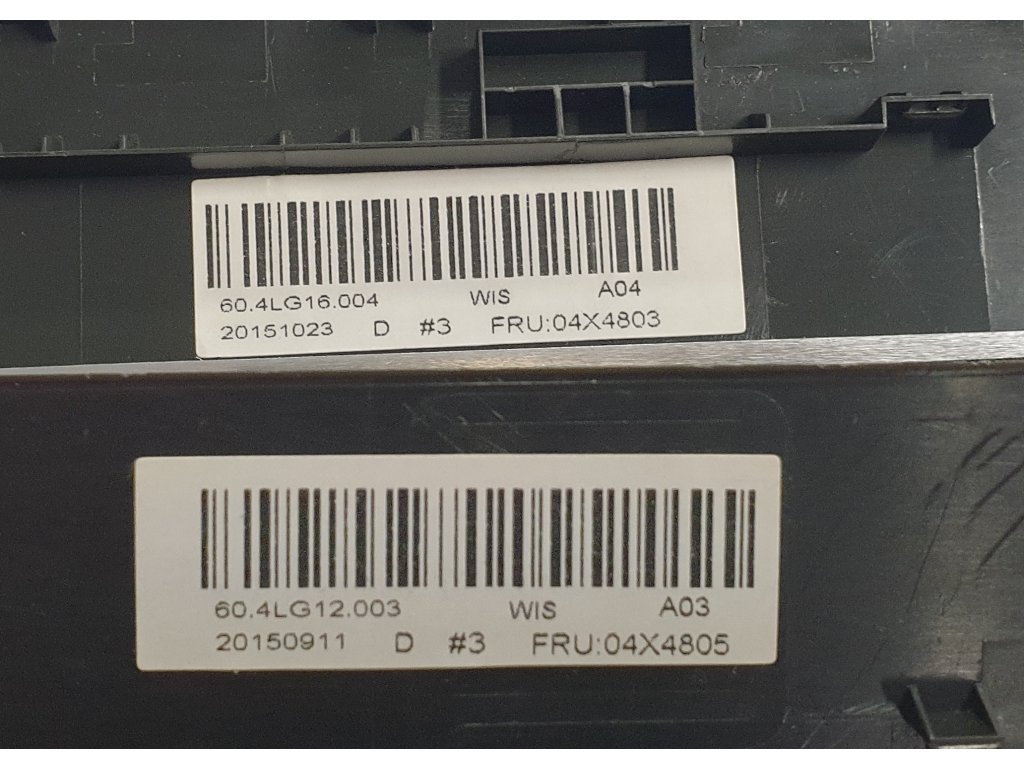 60.4LG16.004 WIS A04
20151023 D #3 FRU:04X4803
60.4LG12.003 WIS A03
20150911 D #3 FRU:04X4805